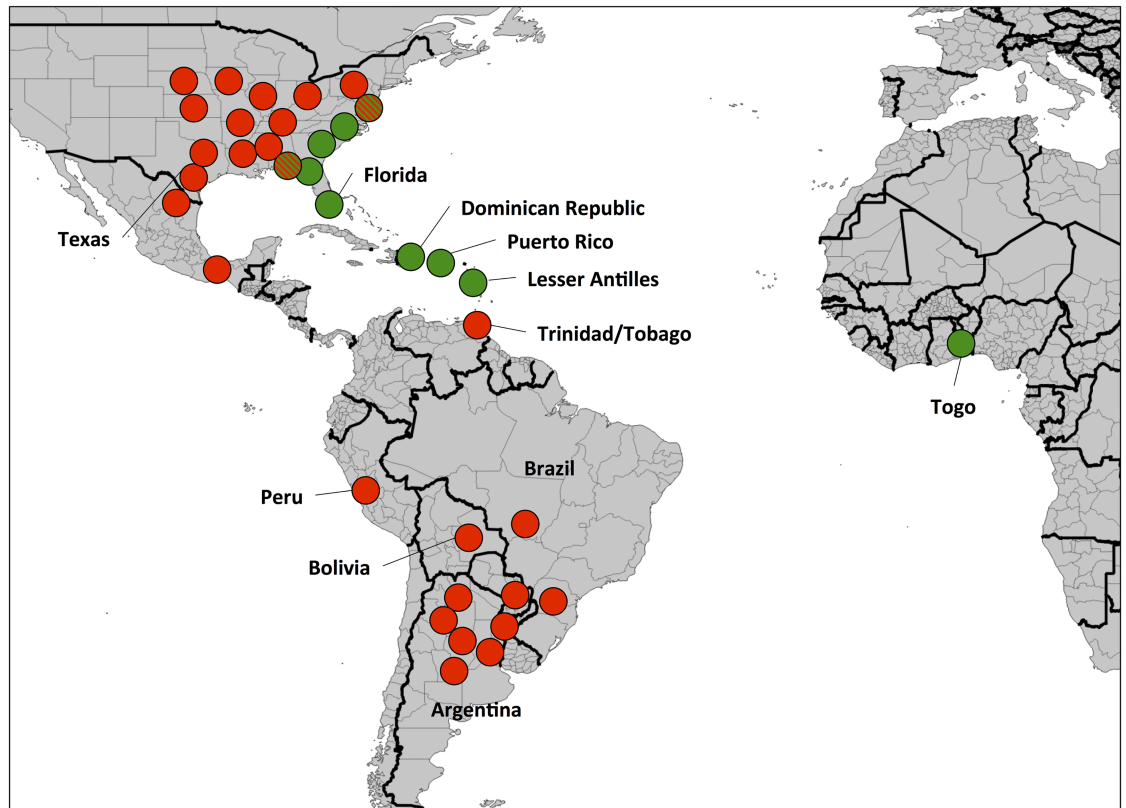 Florida
Dominican Republic
Texas
Puerto Rico
Lesser Antilles
Trinidad/Tobago
Togo
Brazil
Peru
Bolivia
Argentina